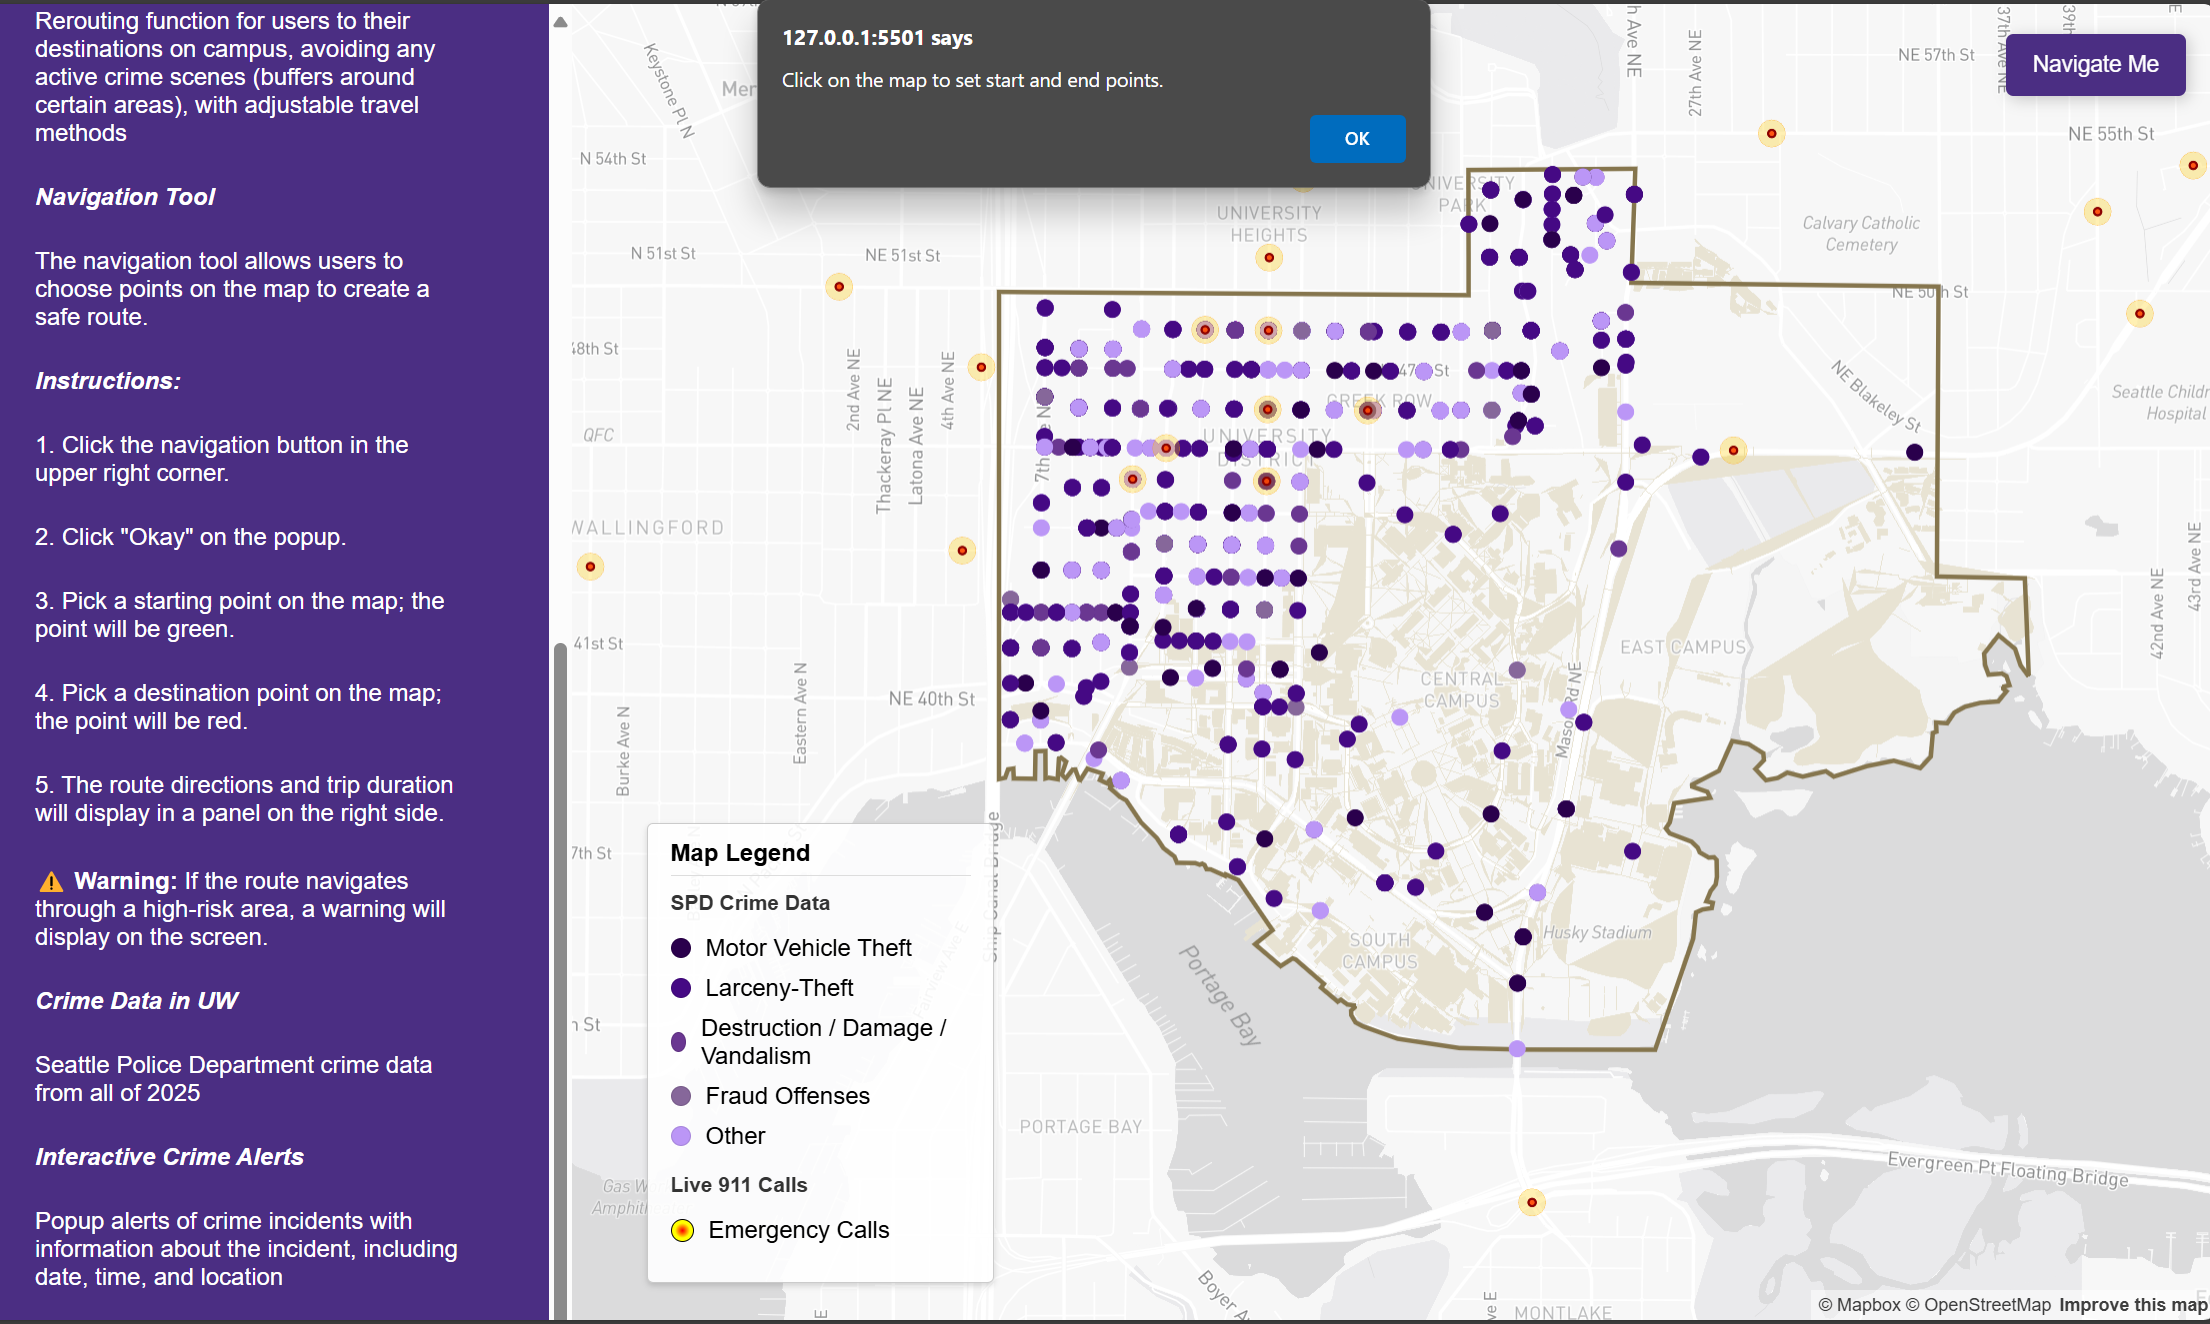 Rerouting function for users to their
destinations on campus, avoiding any
active crime scenes (buffers around
certain areas), with adjustable travel
methods
Navigation Tool
The navigation tool allows users to
choose points on the map to create a
safe route.
Instructions:
1. Click the navigation button in the
upper right corner.
2. Click "Okay" on the popup.
3. Pick a starting point on the map; the
point will be green.
4. Pick a destination point on the map;
the point will be red.
5. The route directions and trip duration
will display in a panel on the right side.
⚠ Warning: If the route navigates
through a high-risk area, a warning will
display on the screen.
Crime Data in UW
Seattle Police Department crime data
from all of 2025
Interactive Crime Alerts
Popup alerts of crime incidents with
information about the incident, including
date, time, and location
127.0.0.1:5501 says
Click on the map to set start and end points.
OK
Navigate Me
Keystone Pl N
Mer
N 54th St
N 51st St
NE 51st St
48th St
QFC
2nd Ave NE
Thackeray Pl NE
Latona Ave NE
4th Ave NE
7th
WALLINGFORD
41st St
Burke Ave N
Eastern Ave N
NE 40th St
7th St
UNIVERSITY
HEIGHTS
UNIVERSITY
PARK
h Ave NE
27th Ave NE
NE 57th St
37th Ave NE
39th
NE 55th St
Calvary Catholic
Cemetery
NE 50th St
NE Blakeley St
Seattle Childr
Hospital
47th St
GREEK ROW
UNIVERSITY
DISTRICT
EAST CAMPUS
CENTRAL
CAMPUS
Mason Rd NE
42nd Ave NE
43rd Ave NE
Husky Stadium
SOUTH
CAMPUS
Portage Bay
Ship Canal Bridge
Fairview Ave E
PORTAGE BAY
Gas W
Amphit
Boyer A
ve E
MONTLAKE
Evergreen Pt Floating Bridge
Map Legend
SPD Crime Data
Motor Vehicle Theft
Larceny-Theft
Destruction / Damage /
Vandalism
Fraud Offenses
Other
Live 911 Calls
Emergency Calls
© Mapbox © OpenStreetMap Improve this map